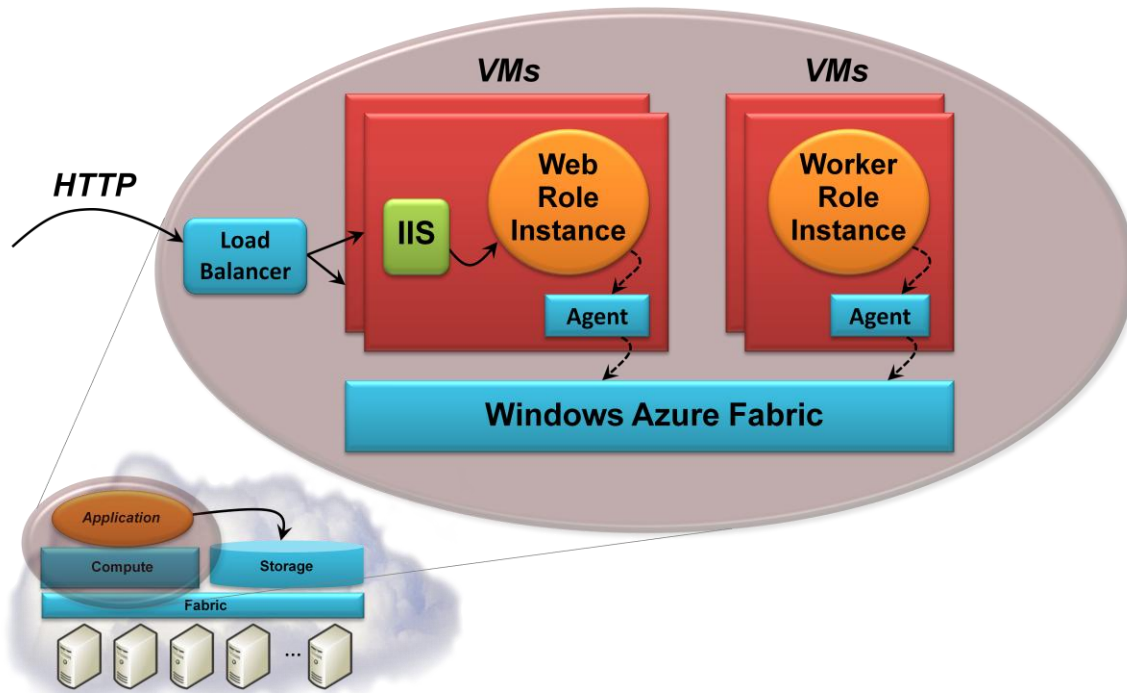 VMs
VMs
HTTP
Load
Balancer
IIS
Web
Role
Instance
Agent
Worker
Role
Instance
Agent
Windows Azure Fabric
Application
Compute
Storage
Fabric
...